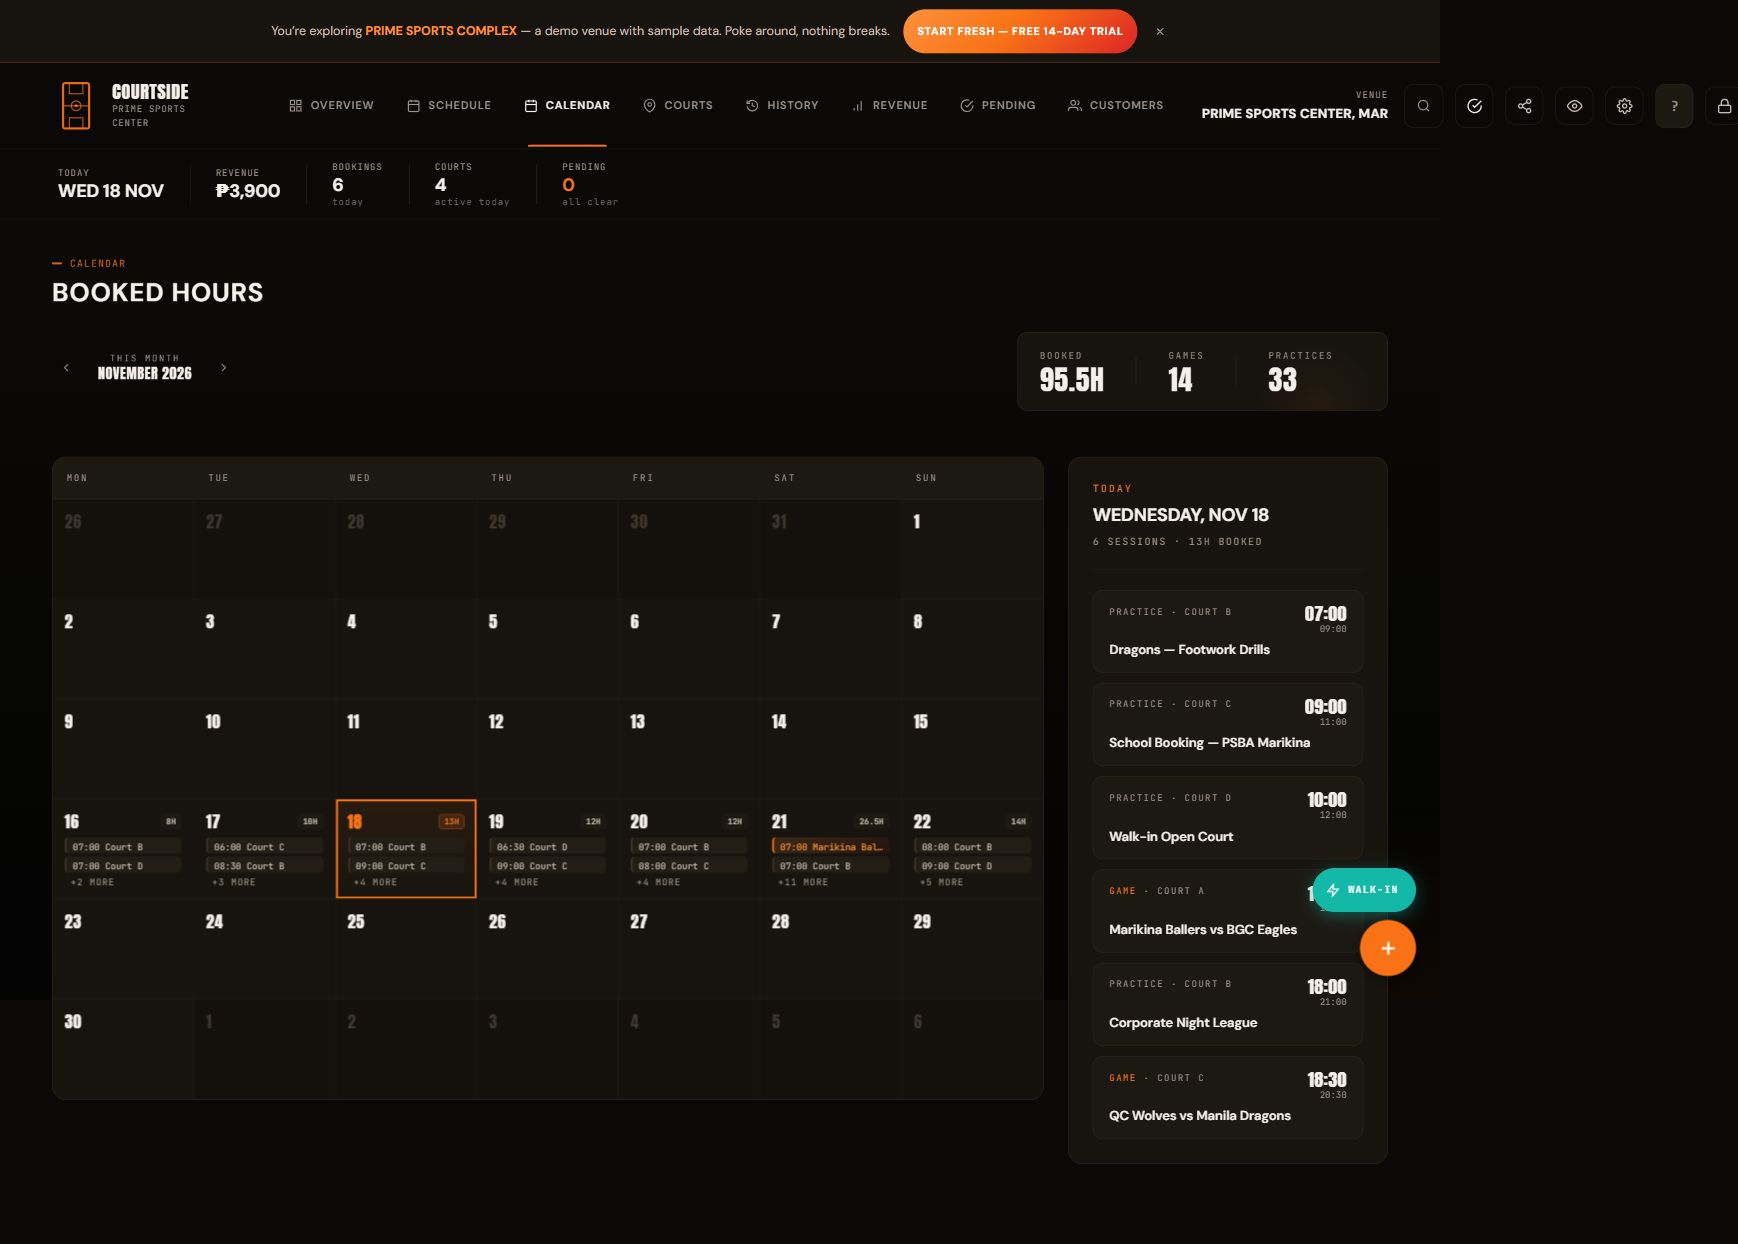 You're exploring PRIME SPORTS COMPLEX — a demo venue with sample data. Poke around, nothing breaks.
START FRESH — FREE 14-DAY TRIAL
×
COURTSIDE
PRIME SPORTS
CENTER
OVERVIEW
SCHEDULE
CALENDAR
COURTS
HISTORY
REVENUE
PENDING
CUSTOMERS
VENUE
PRIME SPORTS CENTER, MAR
?
TODAY
WED 18 NOV
REVENUE
₱3,900
BOOKINGS
6
today
COURTS
4
active today
PENDING
0
all clear
CALENDAR
BOOKED HOURS
THIS MONTH
NOVEMBER 2026
BOOKED
95.5H
GAMES
14
PRACTICES
33
MON TUE WED THU FRI SAT SUN
26 27 28 29 30 31 1
2 3 4 5 6 7 8
9 10 11 12 13 14 15
16 8H
07:00 Court B
07:00 Court D
+2 MORE
17 10H
06:00 Court C
08:30 Court B
+3 MORE
18 13H
07:00 Court B
09:00 Court C
+4 MORE
19 12H
06:30 Court D
09:00 Court C
+4 MORE
20 12H
07:00 Court B
08:00 Court C
+4 MORE
21 26.5H
07:00 Marikina Bal…
07:00 Court B
+11 MORE
22 14H
08:00 Court B
09:00 Court D
+5 MORE
23 24 25 26 27 28 29
30 1 2 3 4 5 6
TODAY
WEDNESDAY, NOV 18
6 SESSIONS · 13H BOOKED
PRACTICE · COURT B
07:00
09:00
Dragons — Footwork Drills
PRACTICE · COURT C
09:00
11:00
School Booking — PSBA Marikina
PRACTICE · COURT D
10:00
12:00
Walk-in Open Court
GAME · COURT A
Marikina Ballers vs BGC Eagles
WALK-IN
+
PRACTICE · COURT B
18:00
21:00
Corporate Night League
GAME · COURT C
18:30
20:30
QC Wolves vs Manila Dragons